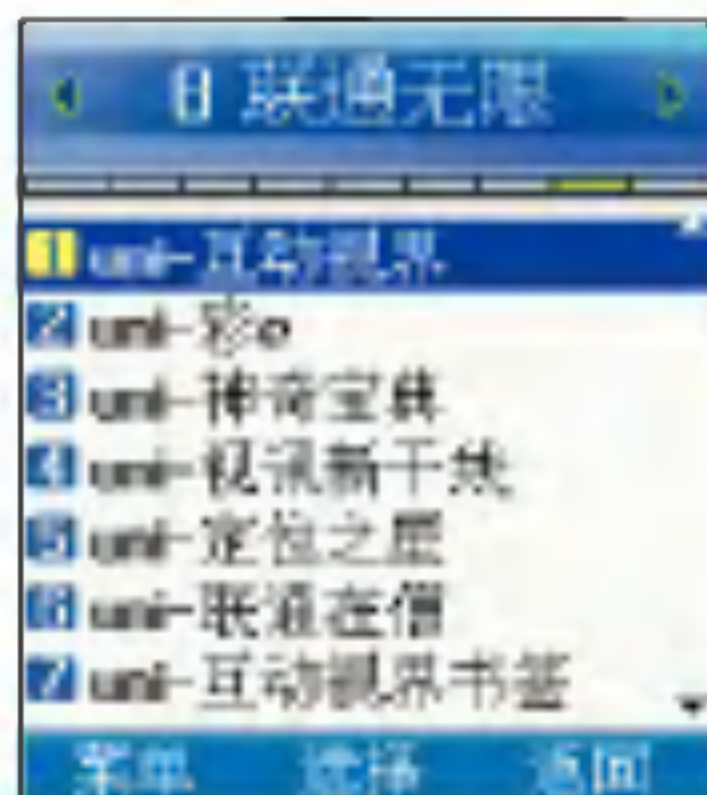 8 联通无限
1 uni-互动视界
2 uni-彩e
3 uni-神奇宝典
4 uni-视讯新干线
5 uni-定位之星
6 uni-联通在信
7 uni-互动视界书签
菜单 选择 返回